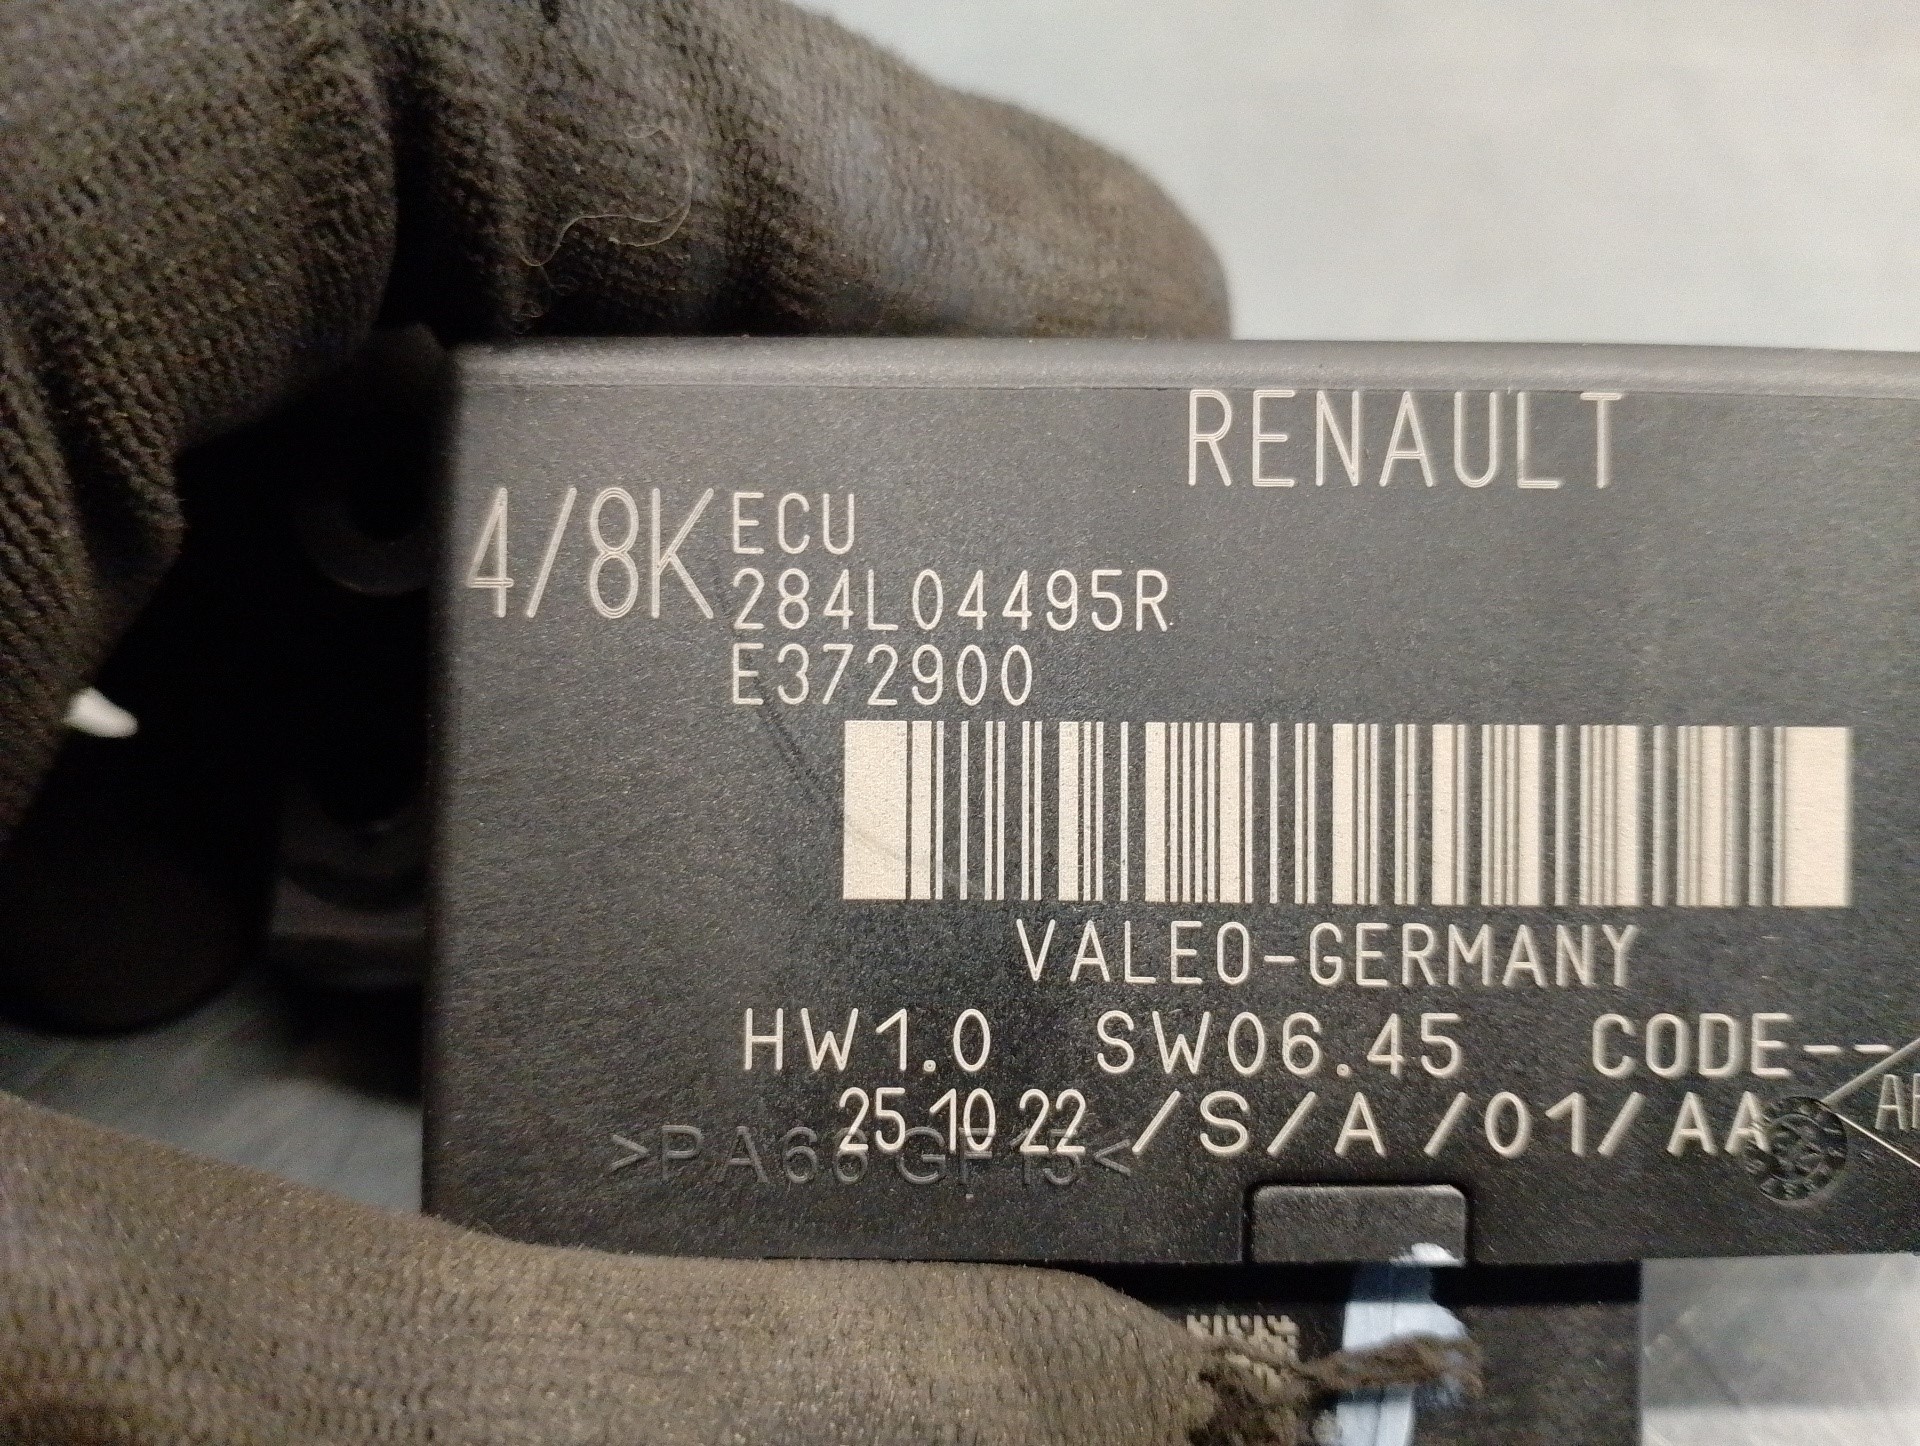 RENAULT
4/8K ECU
284L04495R
E372900
VALEO-GERMANY
HW1.0 SW06.45 CODE--
25.10.22 /S/A/01/AA
>PA66 GF15<